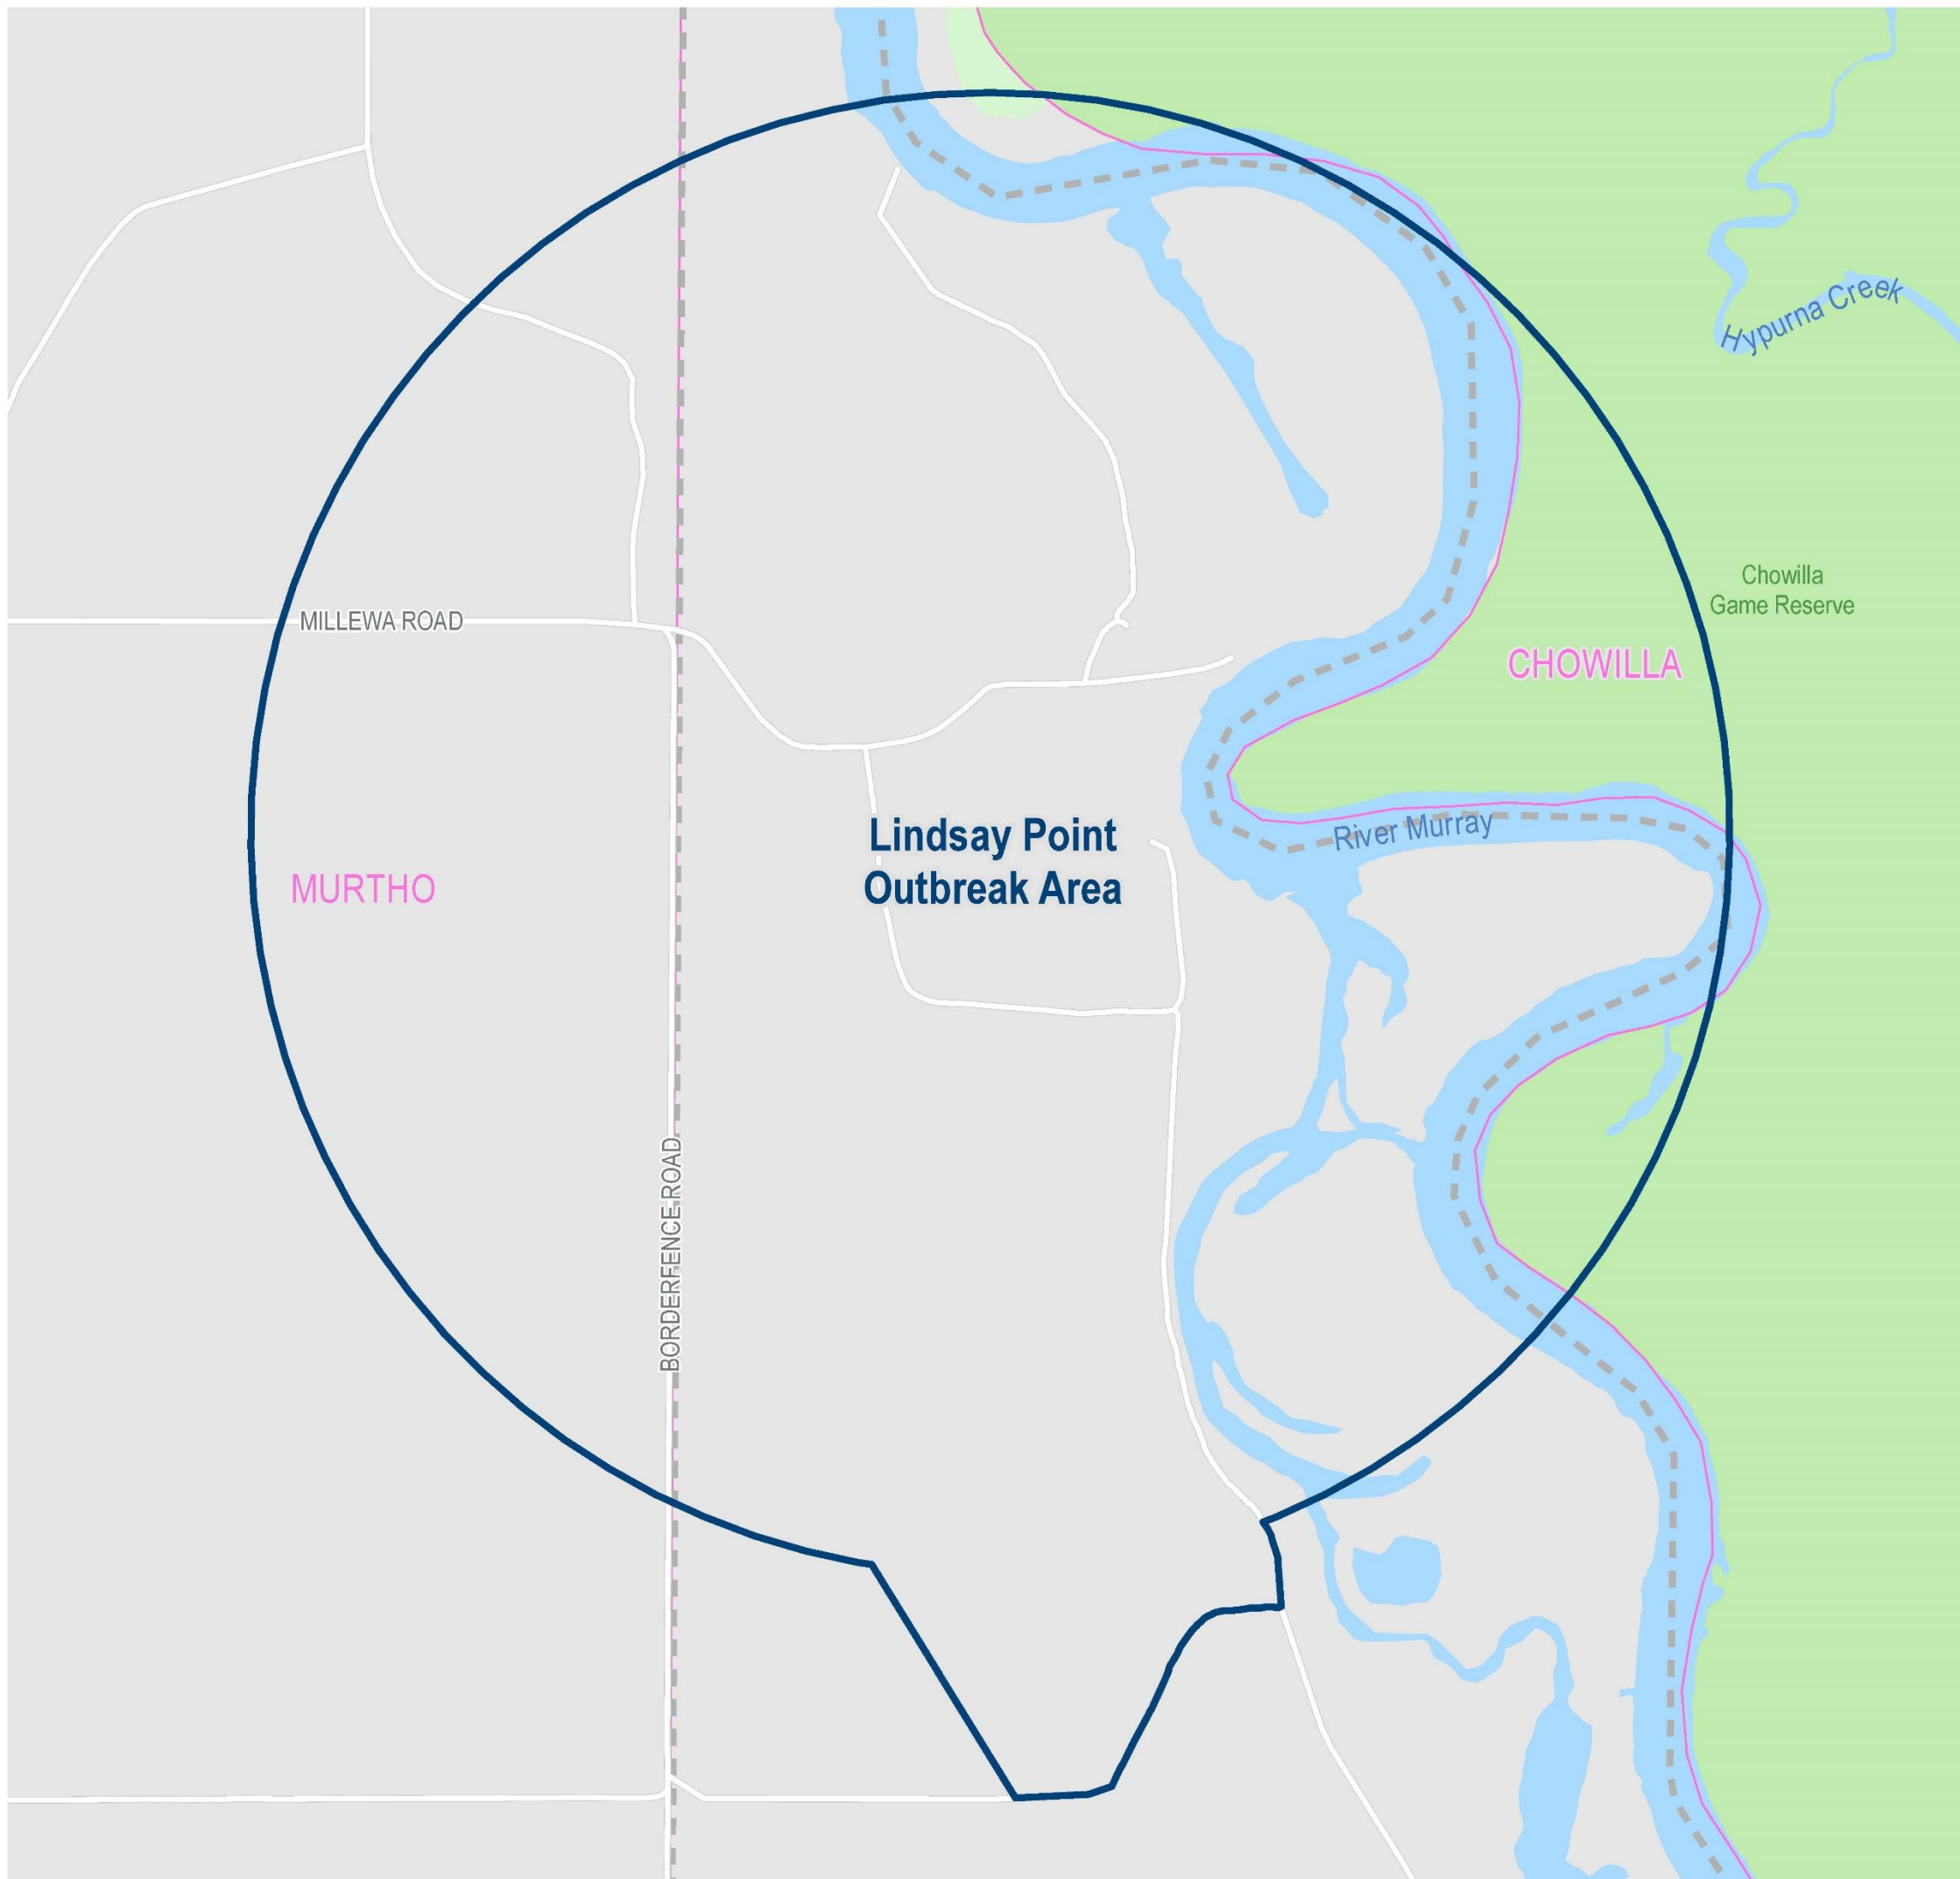 Hypurna Creek
Chowilla
Game Reserve
MILLEWA ROAD
CHOWILLA
River Murray
Lindsay Point
Outbreak Area
MURTHO
BORDERFENCE ROAD